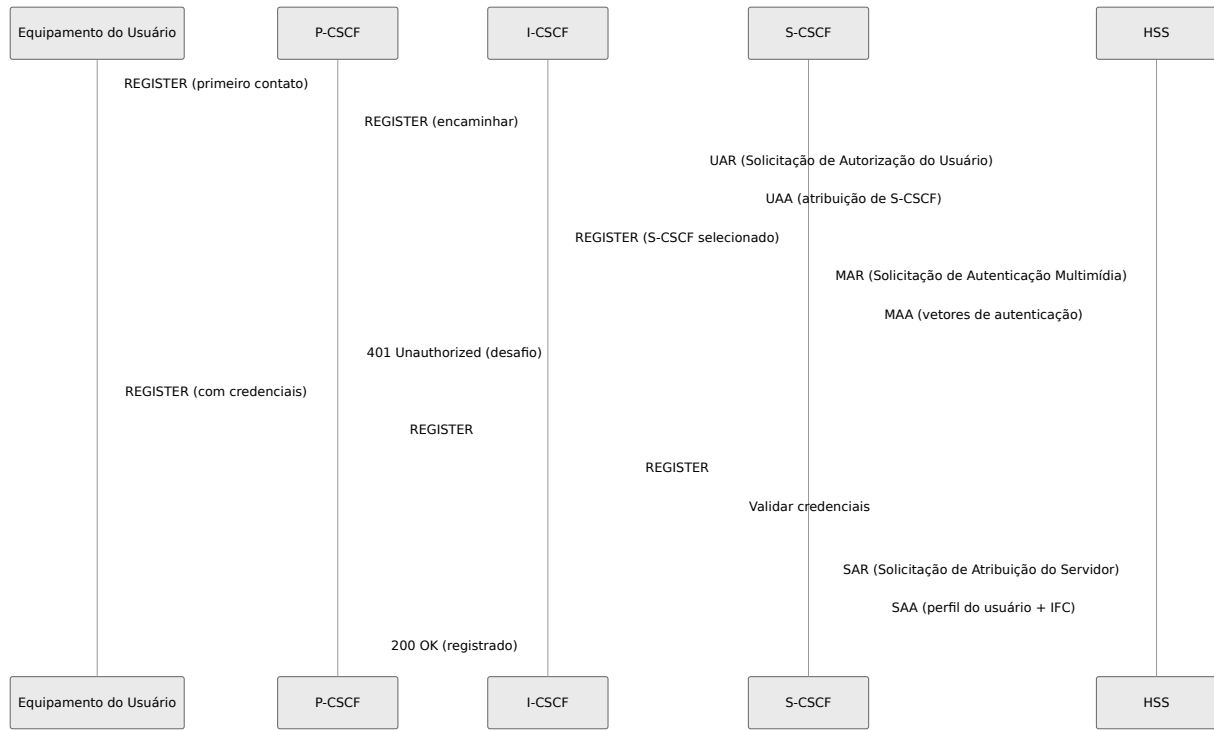 Equipamento do Usuário
P-CSCF
I-CSCF
S-CSCF
HSS
REGISTER (primeiro contato)
REGISTER (encaminhar)
UAR (Solicitação de Autorização do Usuário)
UAA (atribuição de S-CSCF)
REGISTER (S-CSCF selecionado)
MAR (Solicitação de Autenticação Multimídia)
MAA (vetores de autenticação)
401 Unauthorized (desafio)
REGISTER (com credenciais)
REGISTER
REGISTER
Validar credenciais
SAR (Solicitação de Atribuição do Servidor)
SAA (perfil do usuário + IFC)
200 OK (registrado)
Equipamento do Usuário
P-CSCF
I-CSCF
S-CSCF
HSS